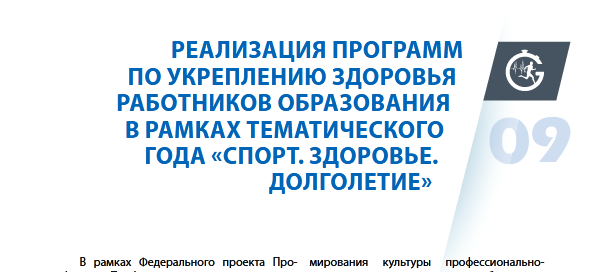 РЕАЛИЗАЦИЯ ПРОГРАММ
ПО УКРЕПЛЕНИЮ ЗДОРОВЬЯ
РАБОТНИКОВ ОБРАЗОВАНИЯ
В РАМКАХ ТЕМАТИЧЕСКОГО
ГОДА «СПОРТ. ЗДОРОВЬЕ.
ДОЛГОЛЕТИЕ»
09
В рамках Федерального проекта Про-
мирования культуры профессионально-